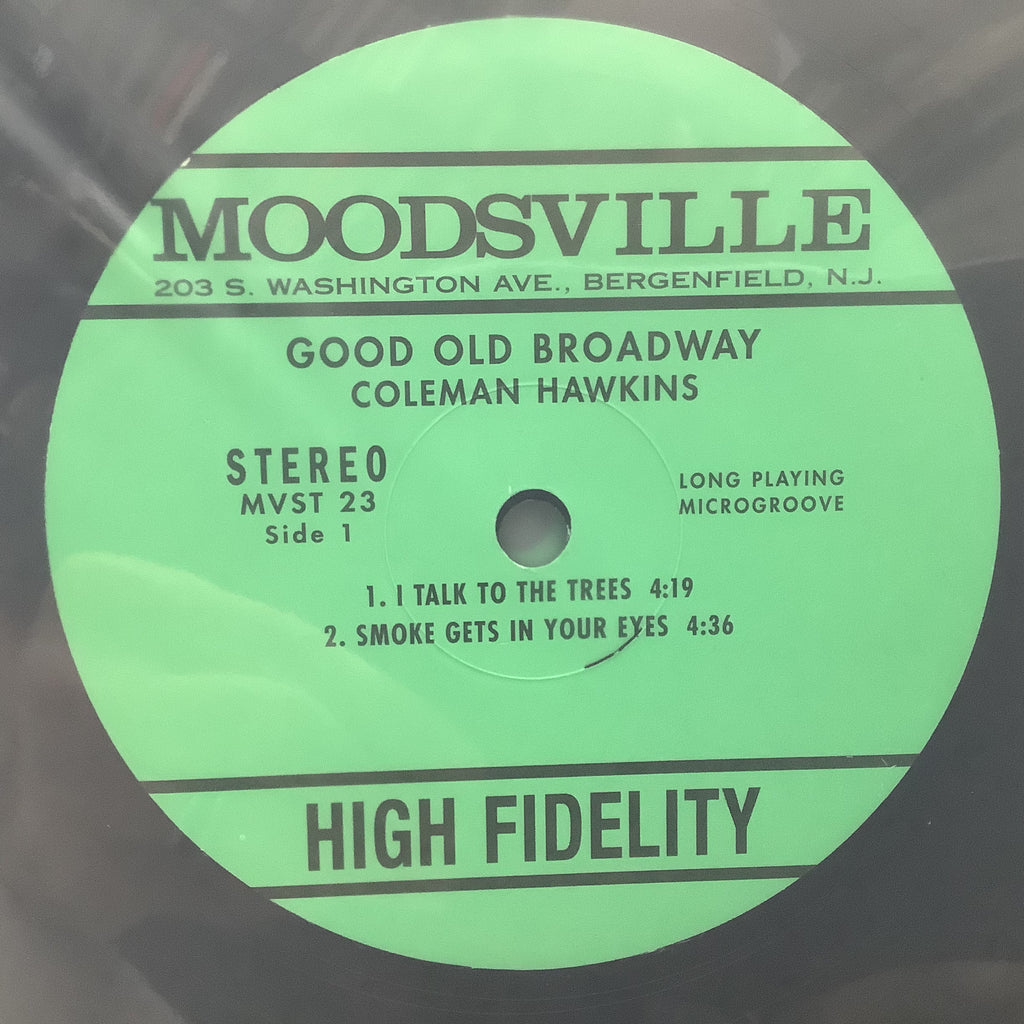 MOODSVILLE
203 S. WASHINGTON AVE., BERGENFIELD, N.J.
GOOD OLD BROADWAY
COLEMAN HAWKINS
STEREO
MVST 23
Side 1
LONG PLAYING
MICROGROOVE
1. I TALK TO THE TREES 4:19
2. SMOKE GETS IN YOUR EYES 4:36
HIGH FIDELITY